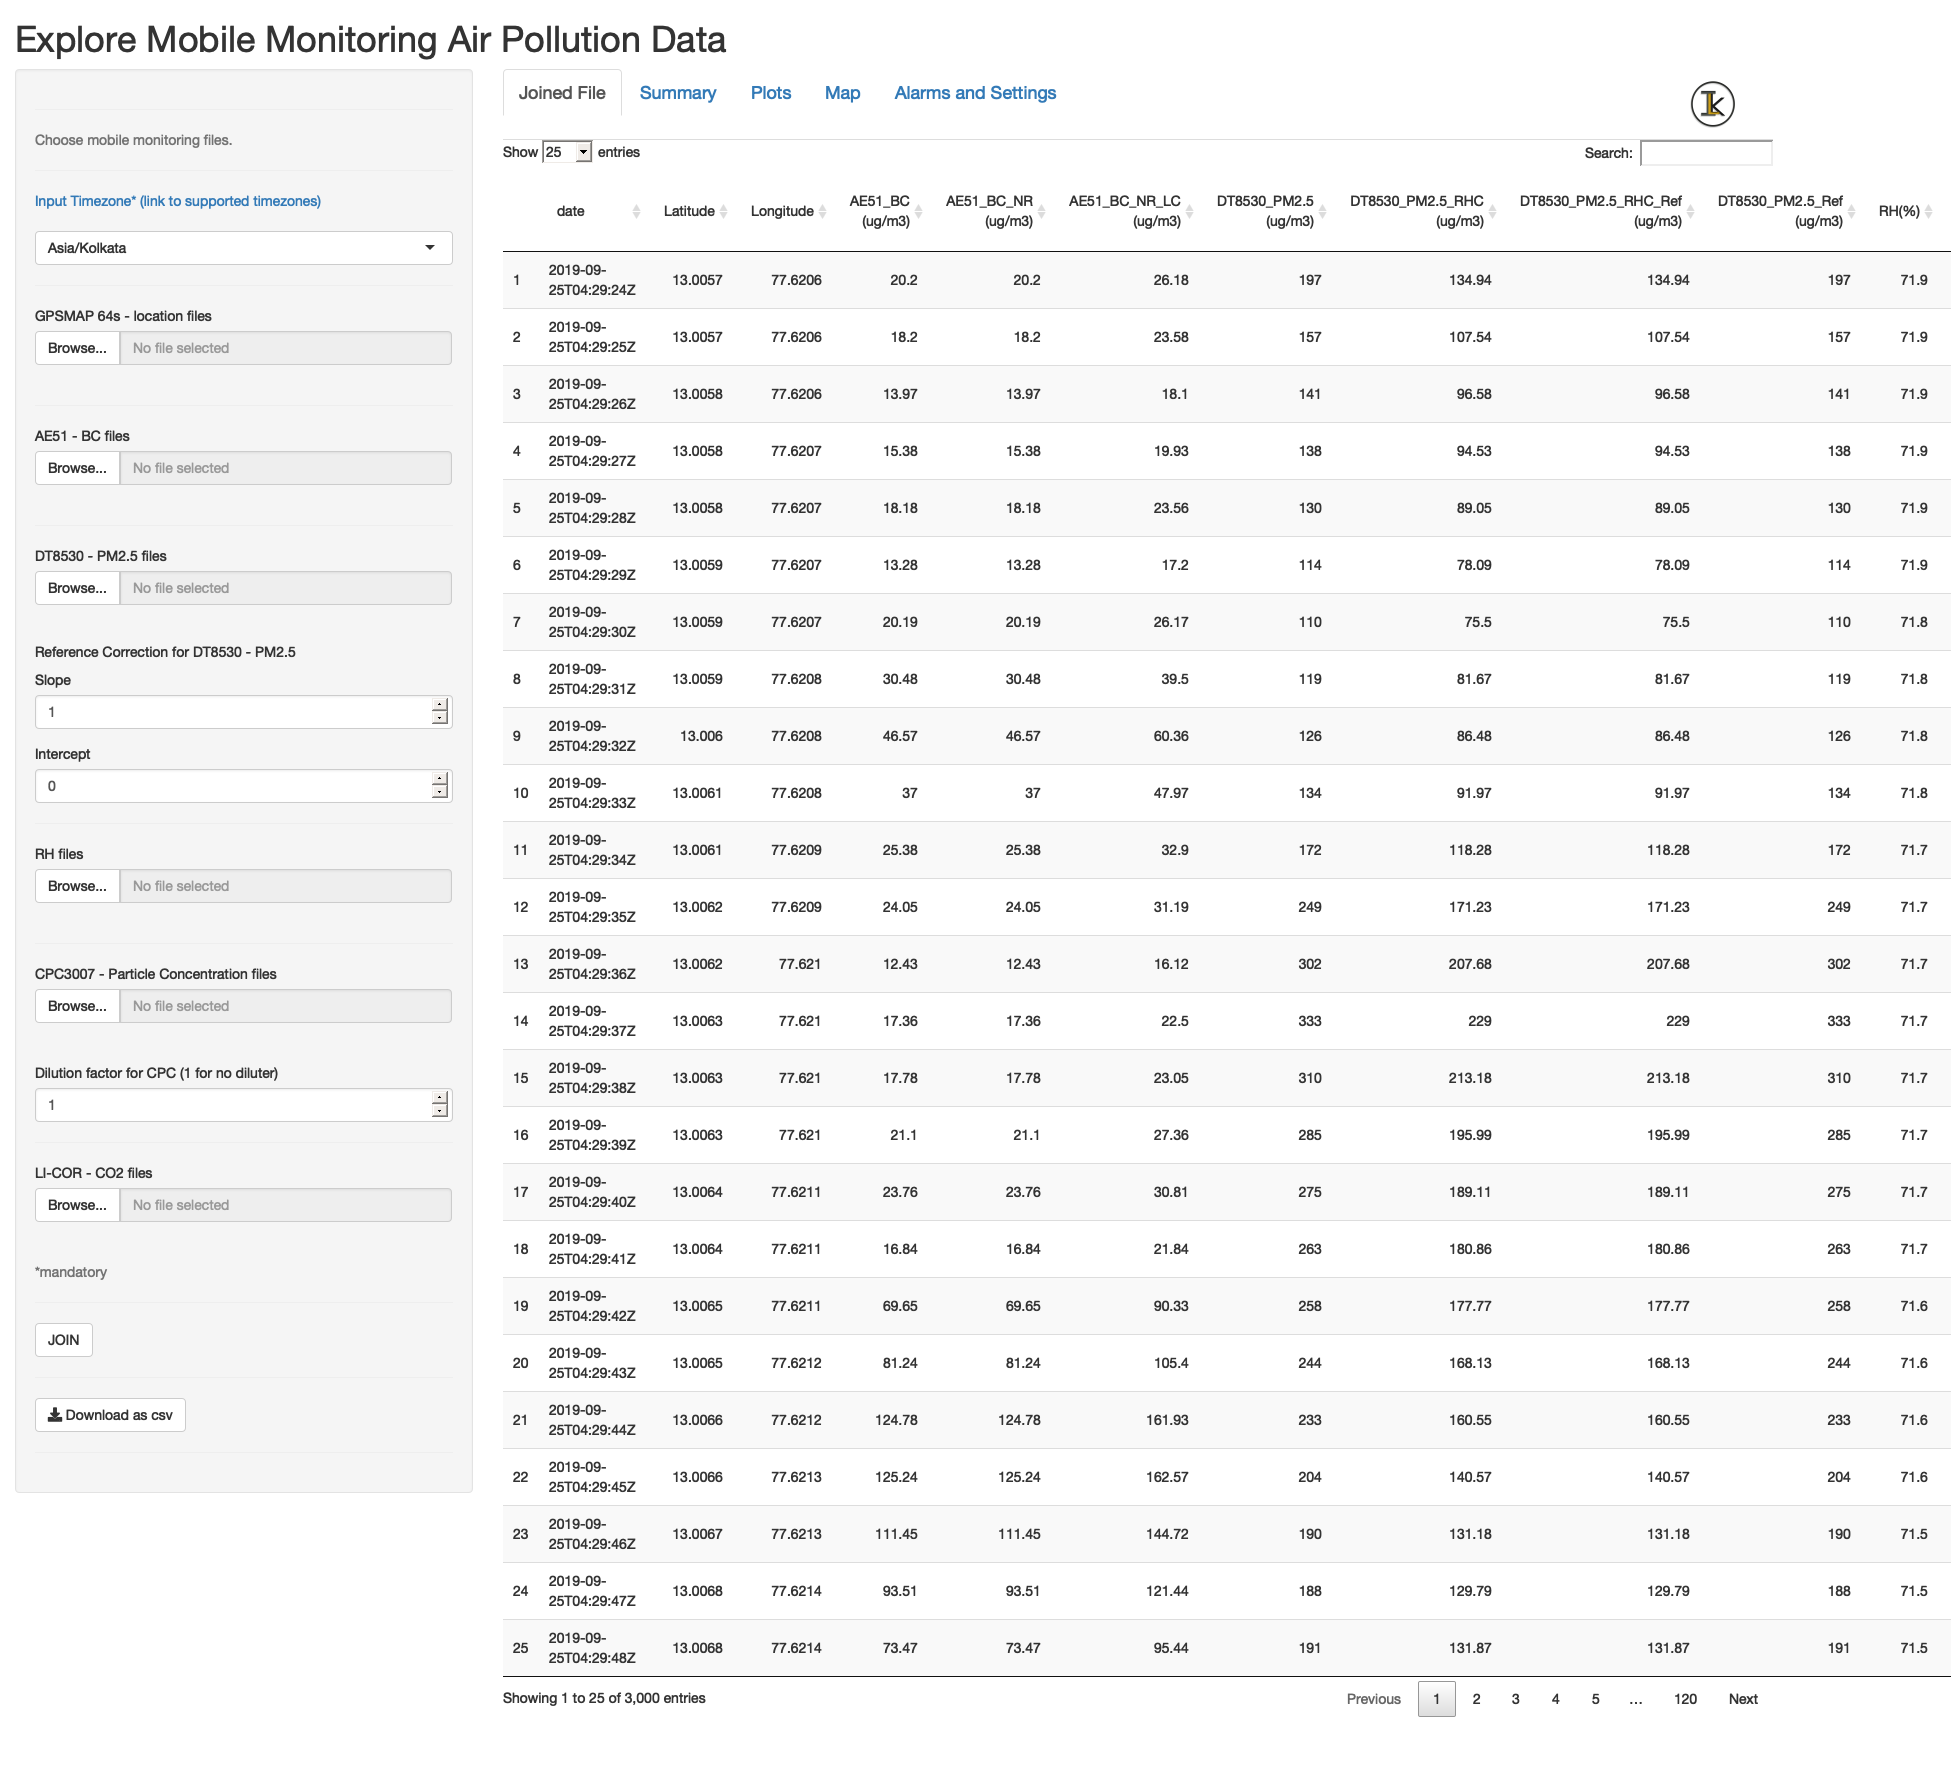 Explore Mobile Monitoring Air Pollution Data
Choose mobile monitoring files.
Input Timezone* (link to supported timezones)
Asia/Kolkata
GPSMAP 64s - location files
Browse... No file selected
AE51 - BC files
Browse... No file selected
DT8530 - PM2.5 files
Browse... No file selected
Reference Correction for DT8530 - PM2.5
Slope
1
Intercept
0
RH files
Browse... No file selected
CPC3007 - Particle Concentration files
Browse... No file selected
Dilution factor for CPC (1 for no diluter)
1
LI-COR - CO2 files
Browse... No file selected
*mandatory
JOIN
Download as csv
Joined File Summary Plots Map Alarms and Settings
Show 25 entries Search:
date Latitude Longitude AE51_BC (ug/m3) AE51_BC_NR (ug/m3) AE51_BC_NR_LC (ug/m3) DT8530_PM2.5 (ug/m3) DT8530_PM2.5_RHC (ug/m3) DT8530_PM2.5_RHC_Ref (ug/m3) DT8530_PM2.5_Ref (ug/m3) RH(%)
1 2019-09-25T04:29:24Z 13.0057 77.6206 20.2 20.2 26.18 197 134.94 134.94 197 71.9
2 2019-09-25T04:29:25Z 13.0057 77.6206 18.2 18.2 23.58 157 107.54 107.54 157 71.9
3 2019-09-25T04:29:26Z 13.0058 77.6206 13.97 13.97 18.1 141 96.58 96.58 141 71.9
4 2019-09-25T04:29:27Z 13.0058 77.6207 15.38 15.38 19.93 138 94.53 94.53 138 71.9
5 2019-09-25T04:29:28Z 13.0058 77.6207 18.18 18.18 23.56 130 89.05 89.05 130 71.9
6 2019-09-25T04:29:29Z 13.0059 77.6207 13.28 13.28 17.2 114 78.09 78.09 114 71.9
7 2019-09-25T04:29:30Z 13.0059 77.6207 20.19 20.19 26.17 110 75.5 75.5 110 71.8
8 2019-09-25T04:29:31Z 13.0059 77.6208 30.48 30.48 39.5 119 81.67 81.67 119 71.8
9 2019-09-25T04:29:32Z 13.006 77.6208 46.57 46.57 60.36 126 86.48 86.48 126 71.8
10 2019-09-25T04:29:33Z 13.0061 77.6208 37 37 47.97 134 91.97 91.97 134 71.8
11 2019-09-25T04:29:34Z 13.0061 77.6209 25.38 25.38 32.9 172 118.28 118.28 172 71.7
12 2019-09-25T04:29:35Z 13.0062 77.6209 24.05 24.05 31.19 249 171.23 171.23 249 71.7
13 2019-09-25T04:29:36Z 13.0062 77.621 12.43 12.43 16.12 302 207.68 207.68 302 71.7
14 2019-09-25T04:29:37Z 13.0063 77.621 17.36 17.36 22.5 333 229 229 333 71.7
15 2019-09-25T04:29:38Z 13.0063 77.621 17.78 17.78 23.05 310 213.18 213.18 310 71.7
16 2019-09-25T04:29:39Z 13.0063 77.621 21.1 21.1 27.36 285 195.99 195.99 285 71.7
17 2019-09-25T04:29:40Z 13.0064 77.6211 23.76 23.76 30.81 275 189.11 189.11 275 71.7
18 2019-09-25T04:29:41Z 13.0064 77.6211 16.84 16.84 21.84 263 180.86 180.86 263 71.7
19 2019-09-25T04:29:42Z 13.0065 77.6211 69.65 69.65 90.33 258 177.77 177.77 258 71.6
20 2019-09-25T04:29:43Z 13.0065 77.6212 81.24 81.24 105.4 244 168.13 168.13 244 71.6
21 2019-09-25T04:29:44Z 13.0066 77.6212 124.78 124.78 161.93 233 160.55 160.55 233 71.6
22 2019-09-25T04:29:45Z 13.0066 77.6213 125.24 125.24 162.57 204 140.57 140.57 204 71.6
23 2019-09-25T04:29:46Z 13.0067 77.6213 111.45 111.45 144.72 190 131.18 131.18 190 71.5
24 2019-09-25T04:29:47Z 13.0068 77.6214 93.51 93.51 121.44 188 129.79 129.79 188 71.5
25 2019-09-25T04:29:48Z 13.0068 77.6214 73.47 73.47 95.44 191 131.87 131.87 191 71.5
Showing 1 to 25 of 3,000 entries Previous 1 2 3 4 5 … 120 Next